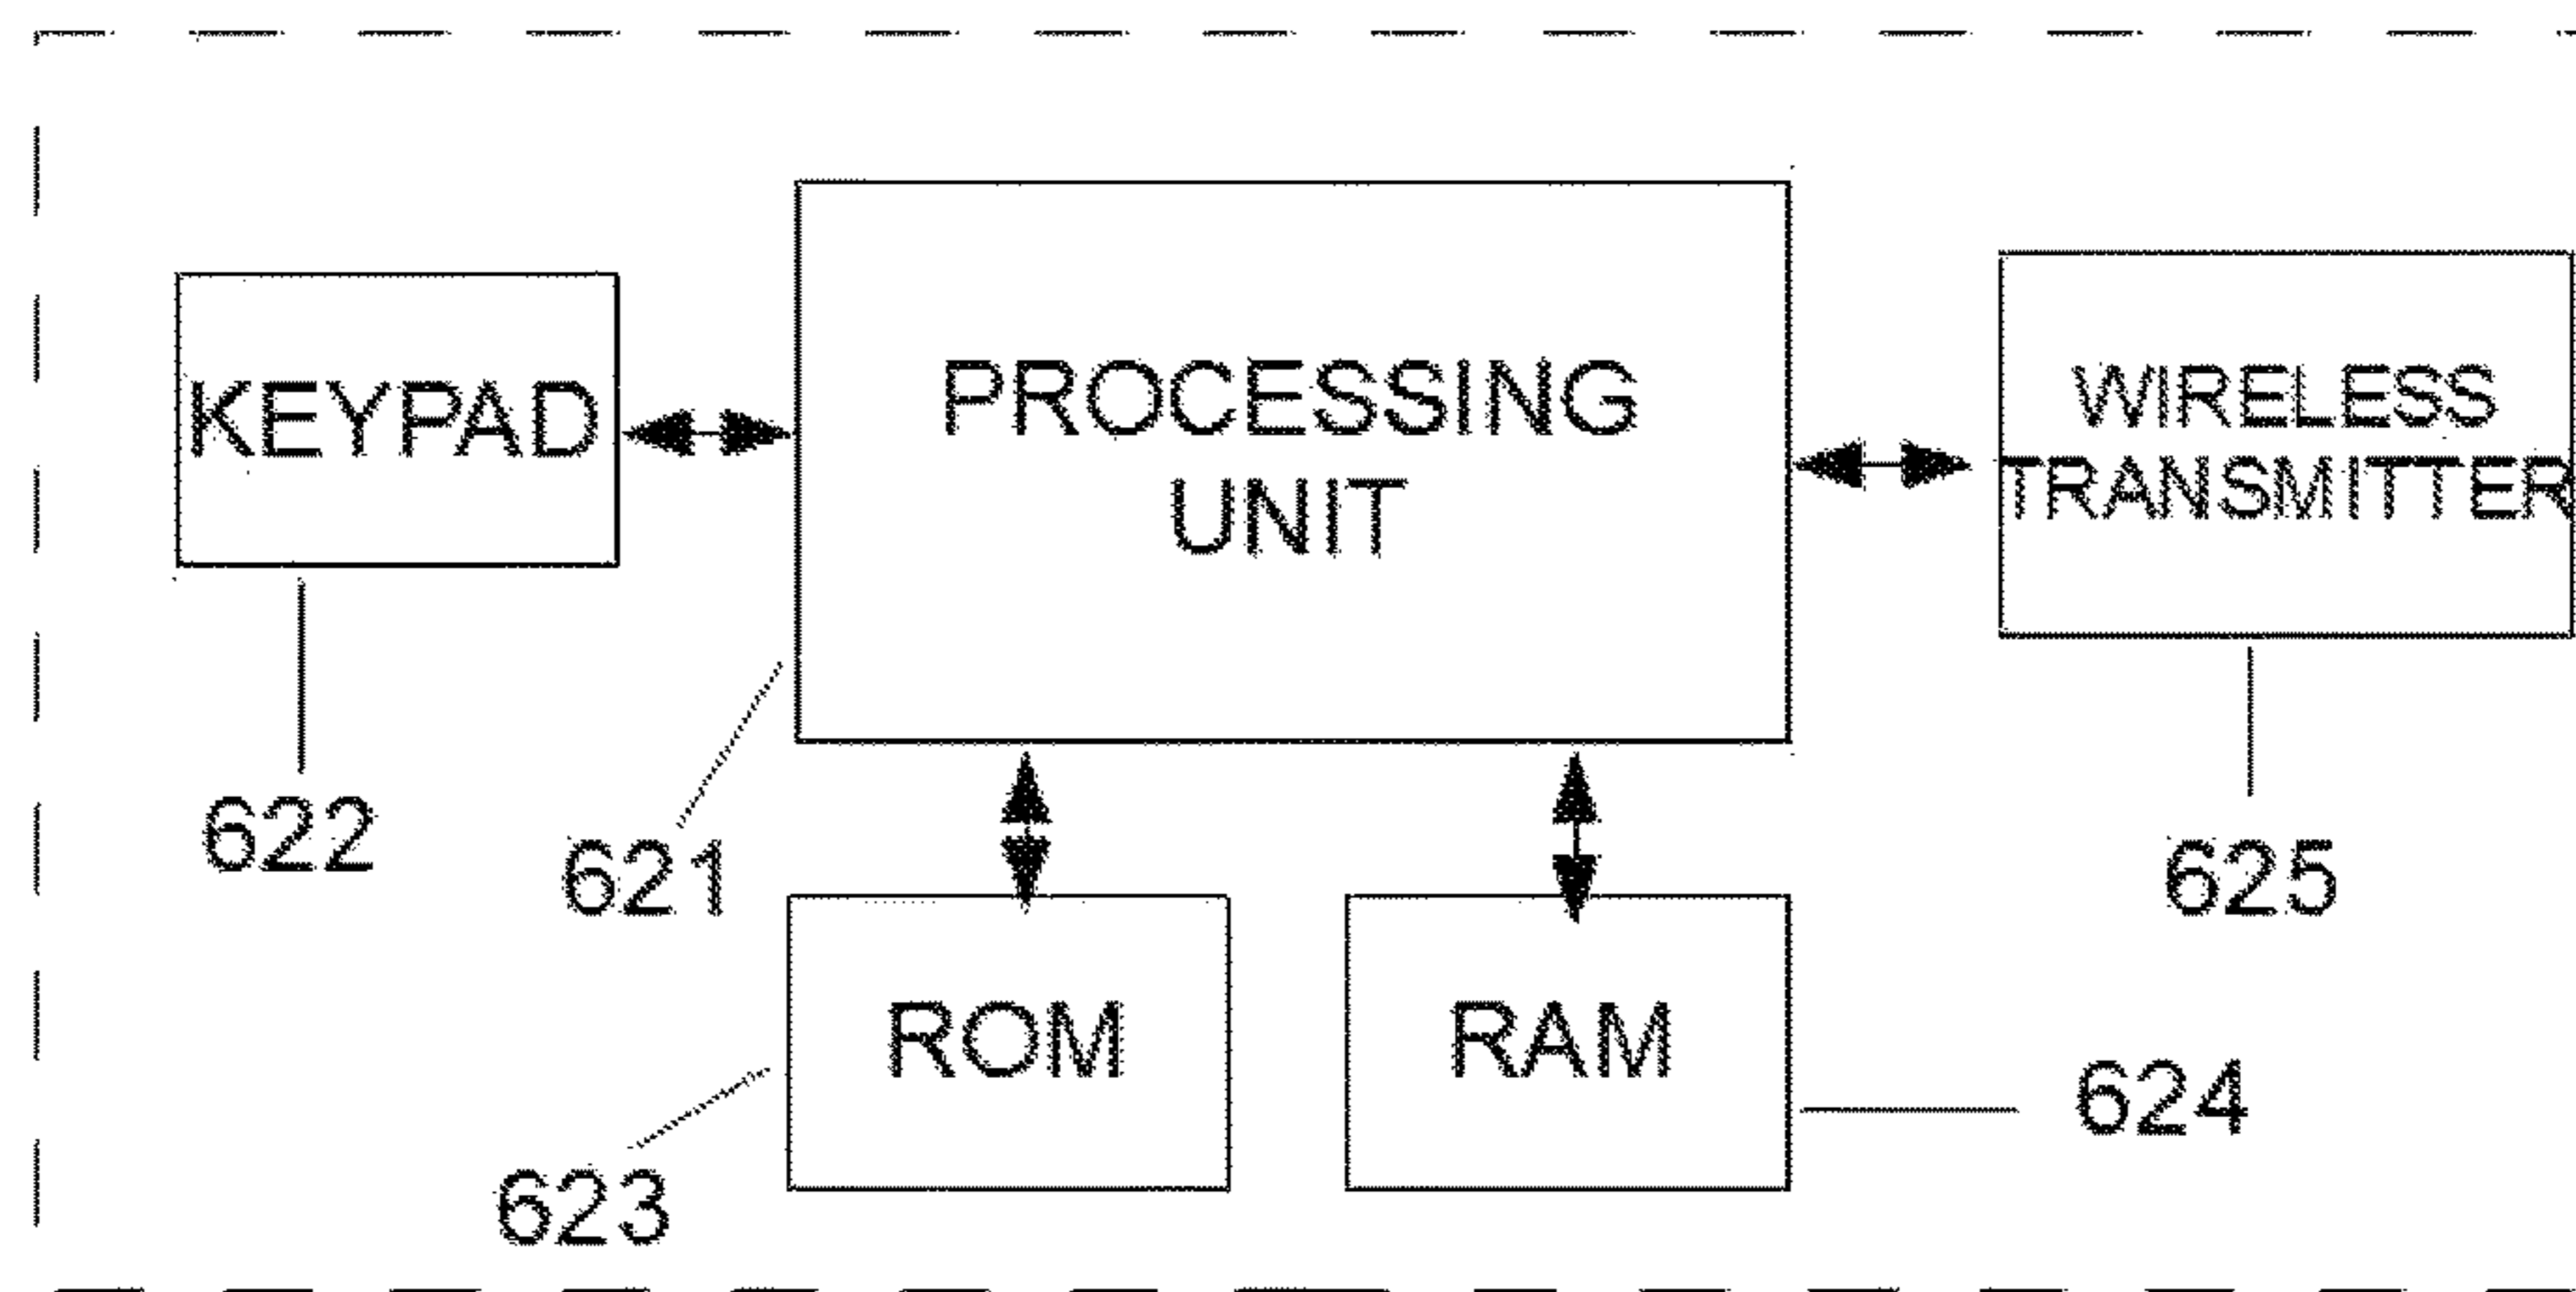 KEYPAD
PROCESSING
UNIT
WIRELESS
TRANSMITTER
622
621
625
ROM
RAM
624
623